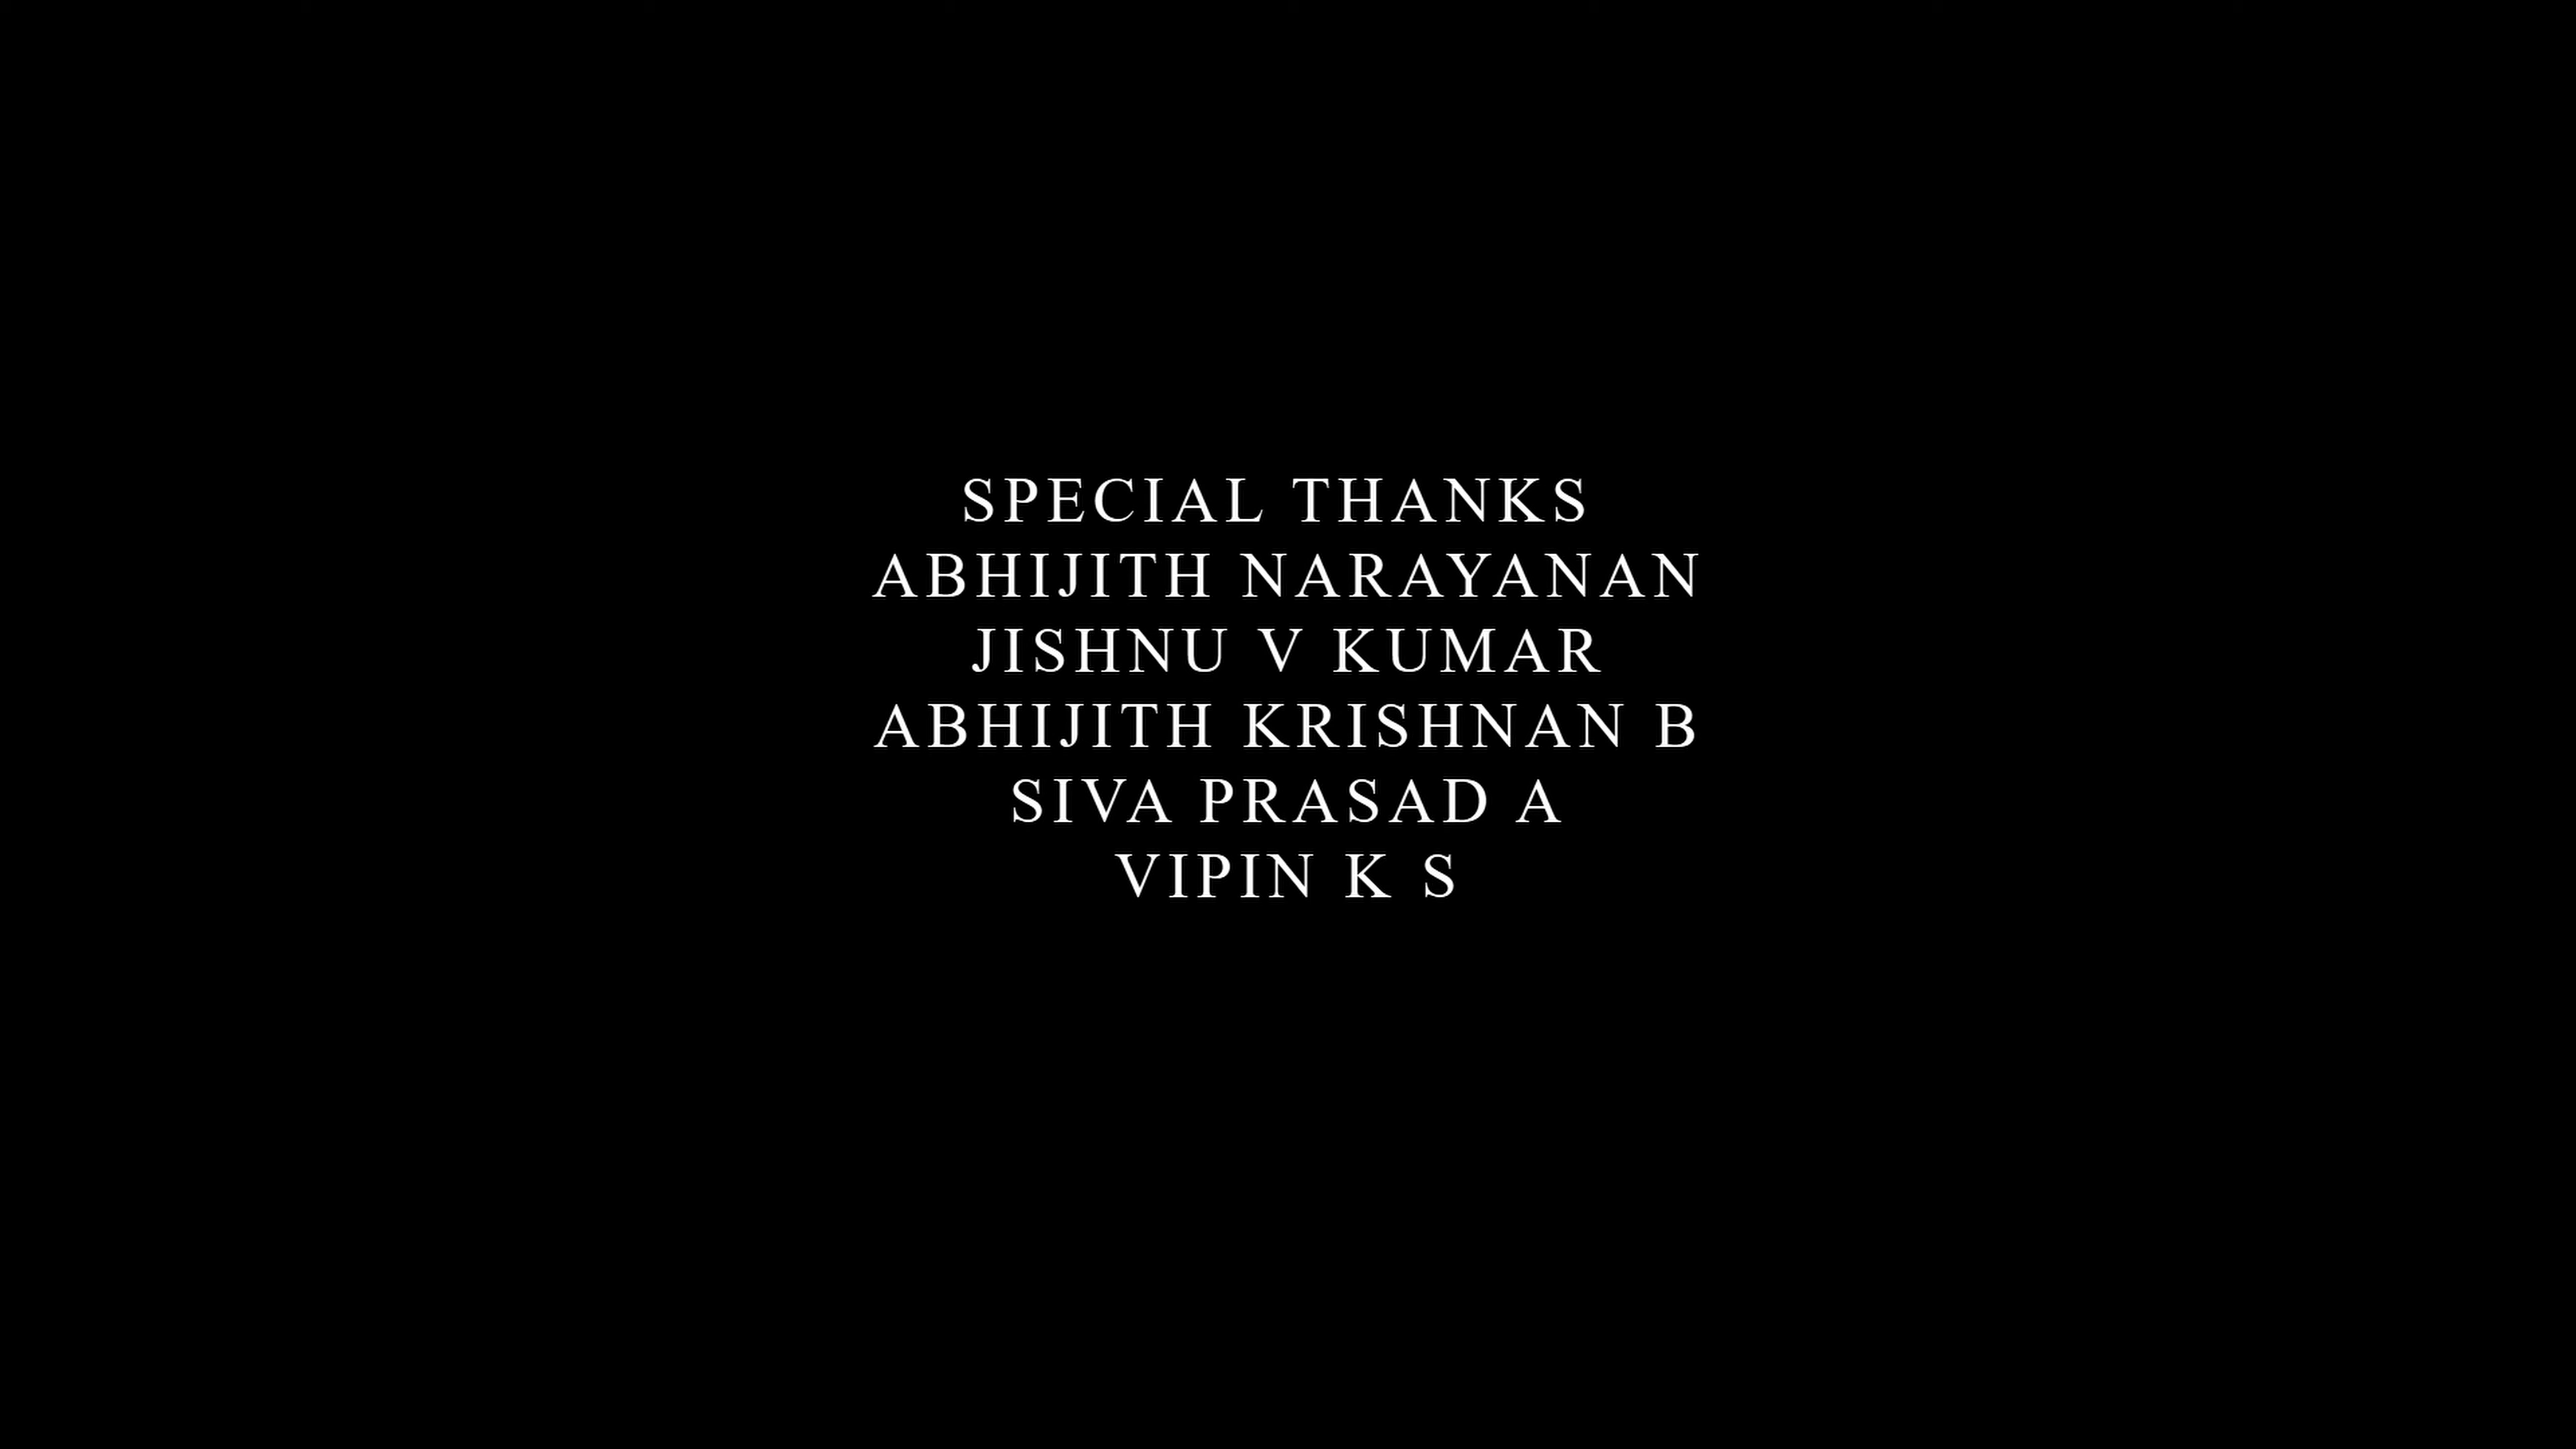 SPECIAL THANKS
ABHIJITH NARAYANAN
JISHNU V KUMAR
ABHIJITH KRISHNAN B
SIVA PRASAD A
VIPIN K S